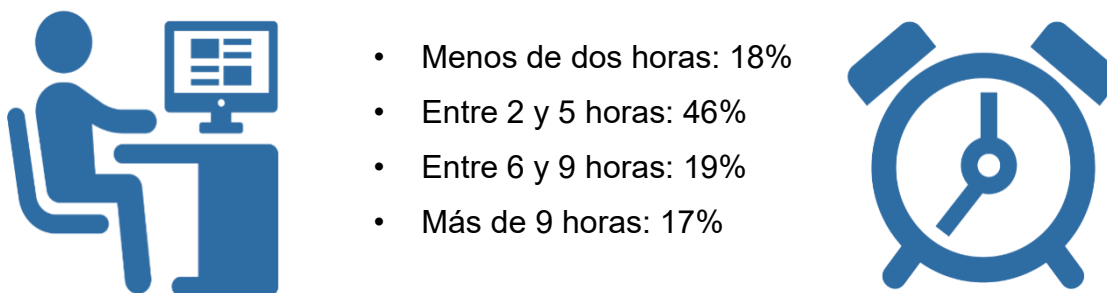 • Menos de dos horas: 18%
• Entre 2 y 5 horas: 46%
• Entre 6 y 9 horas: 19%
• Más de 9 horas: 17%